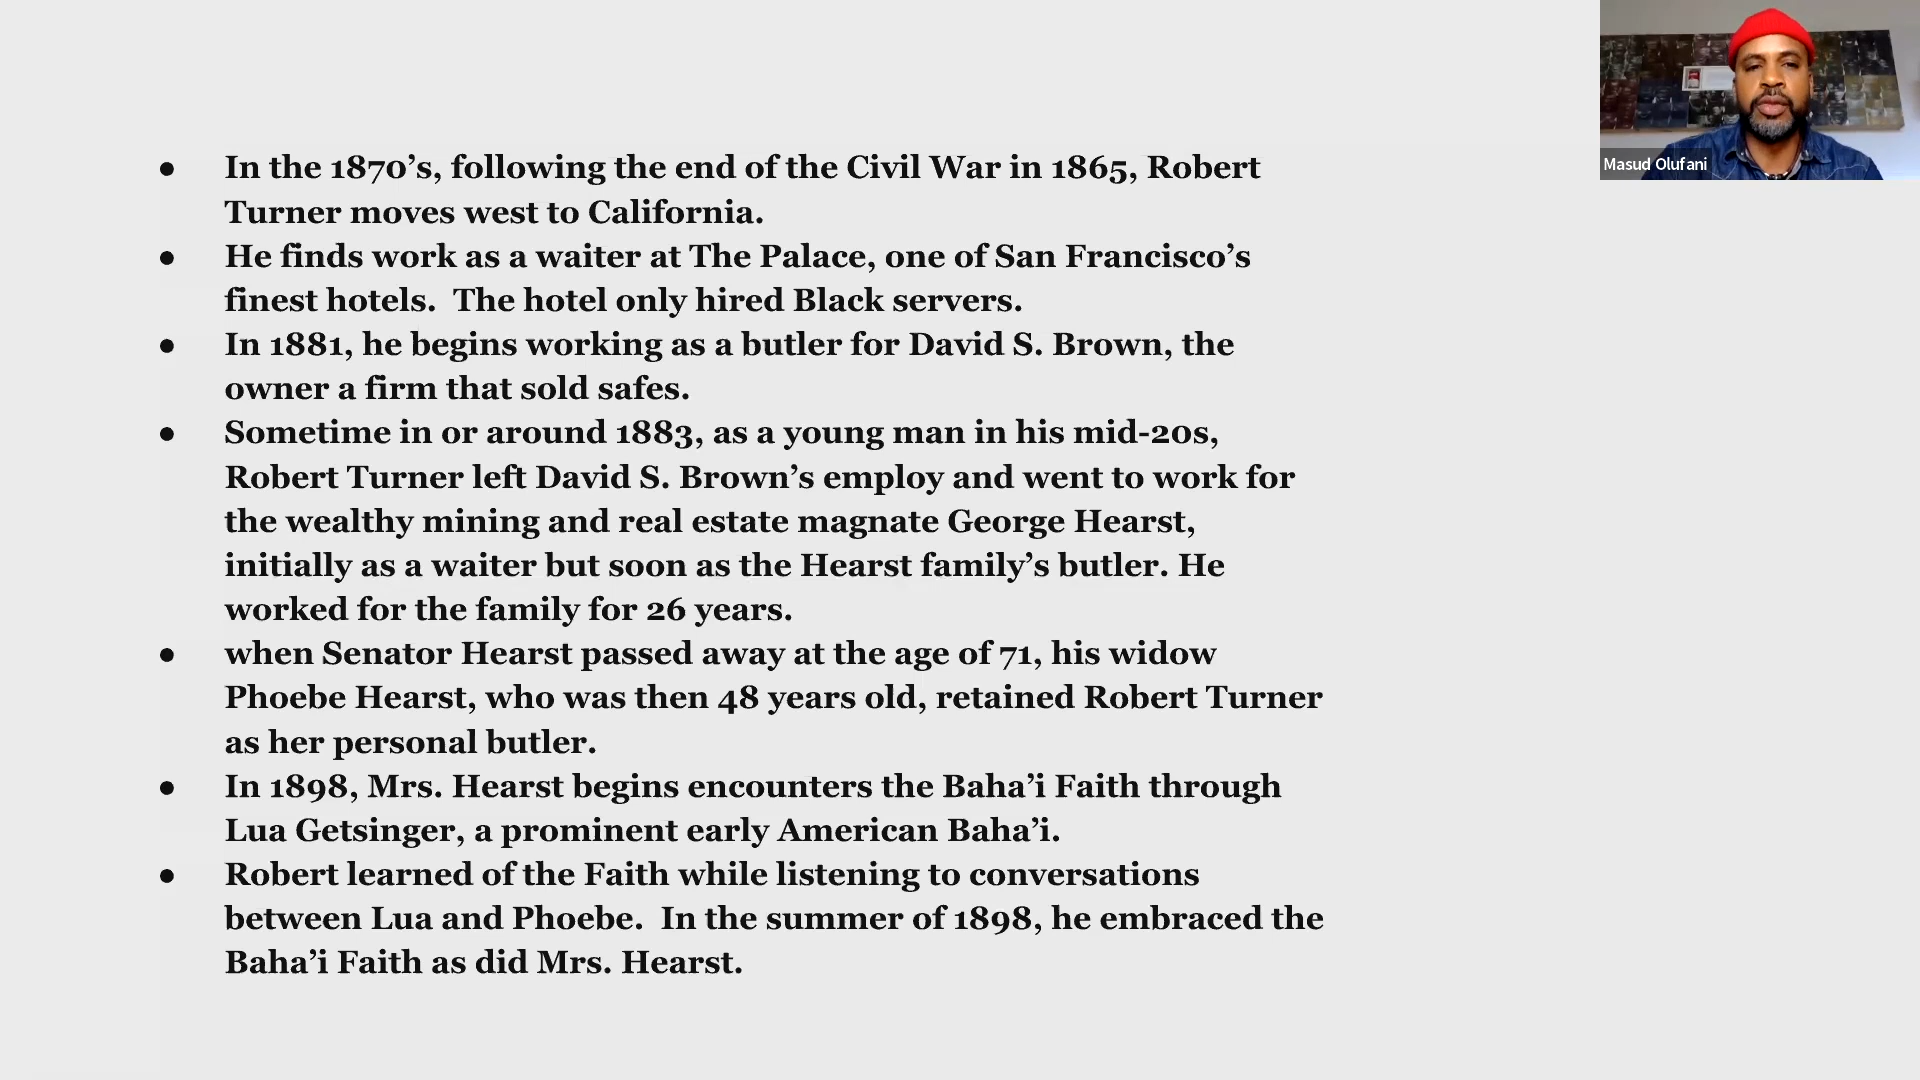 ● In the 1870’s, following the end of the Civil War in 1865, Robert
Turner moves west to California.
● He finds work as a waiter at The Palace, one of San Francisco’s
finest hotels.  The hotel only hired Black servers.
● In 1881, he begins working as a butler for David S. Brown, the
owner a firm that sold safes.
● Sometime in or around 1883, as a young man in his mid-20s,
Robert Turner left David S. Brown’s employ and went to work for
the wealthy mining and real estate magnate George Hearst,
initially as a waiter but soon as the Hearst family’s butler. He
worked for the family for 26 years.
● when Senator Hearst passed away at the age of 71, his widow
Phoebe Hearst, who was then 48 years old, retained Robert Turner
as her personal butler.
● In 1898, Mrs. Hearst begins encounters the Baha’i Faith through
Lua Getsinger, a prominent early American Baha’i.
● Robert learned of the Faith while listening to conversations
between Lua and Phoebe.  In the summer of 1898, he embraced the
Baha’i Faith as did Mrs. Hearst.
Masud Olufani